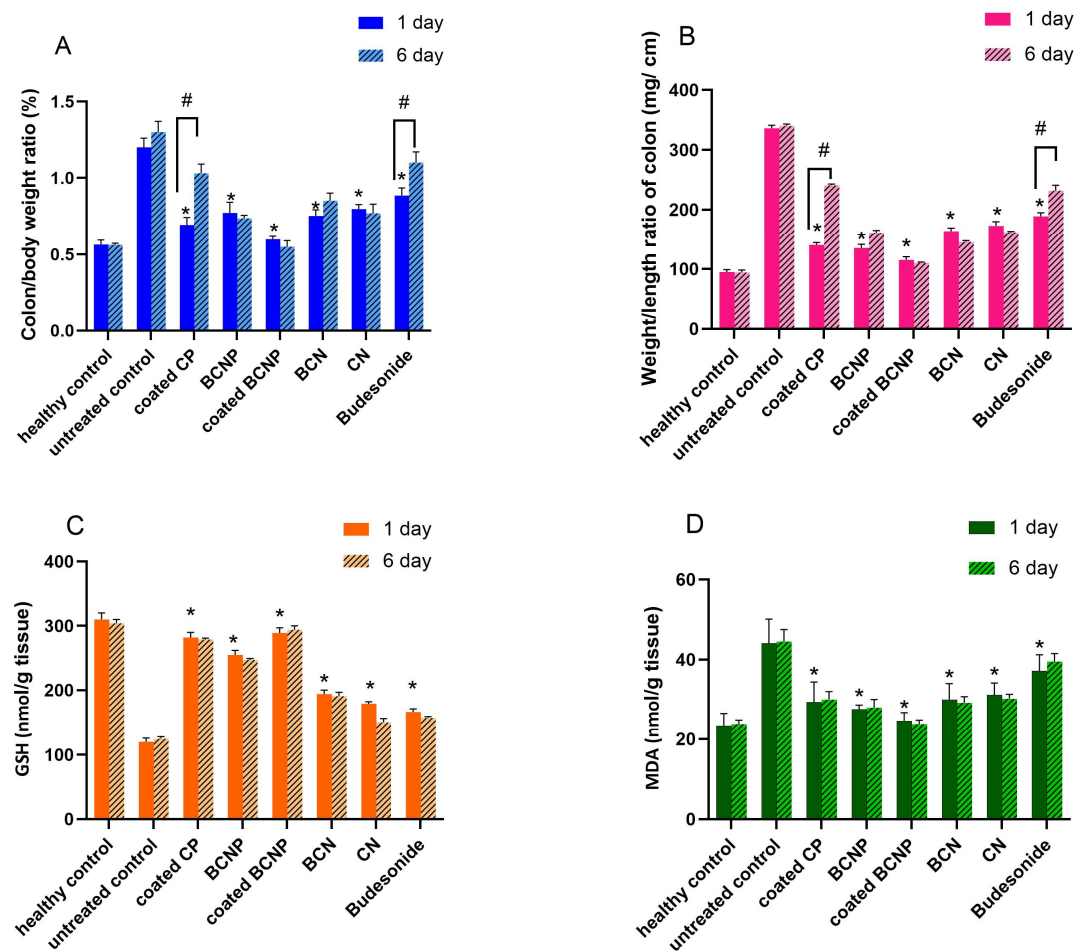 A
1 day
6 day
Colon/body weight ratio (%)
1.5
1.0
0.5
0.0
#
#
*
*
*
*
*
*
healthy control
untreated control
coated CP
BCNP
coated BCNP
BCN
CN
Budesonide
B
1 day
6 day
Weight/length ratio of colon (mg/ cm)
400
300
200
100
0
#
#
*
*
*
*
*
*
healthy control
untreated control
coated CP
BCNP
coated BCNP
BCN
CN
Budesonide
C
1 day
6 day
GSH (nmol/g tissue)
400
300
200
100
0
*
*
*
*
*
*
healthy control
untreated control
coated CP
BCNP
coated BCNP
BCN
CN
Budesonide
D
1 day
6 day
MDA (nmol/g tissue)
60
40
20
0
*
*
*
*
*
*
healthy control
untreated control
coated CP
BCNP
coated BCNP
BCN
CN
Budesonide